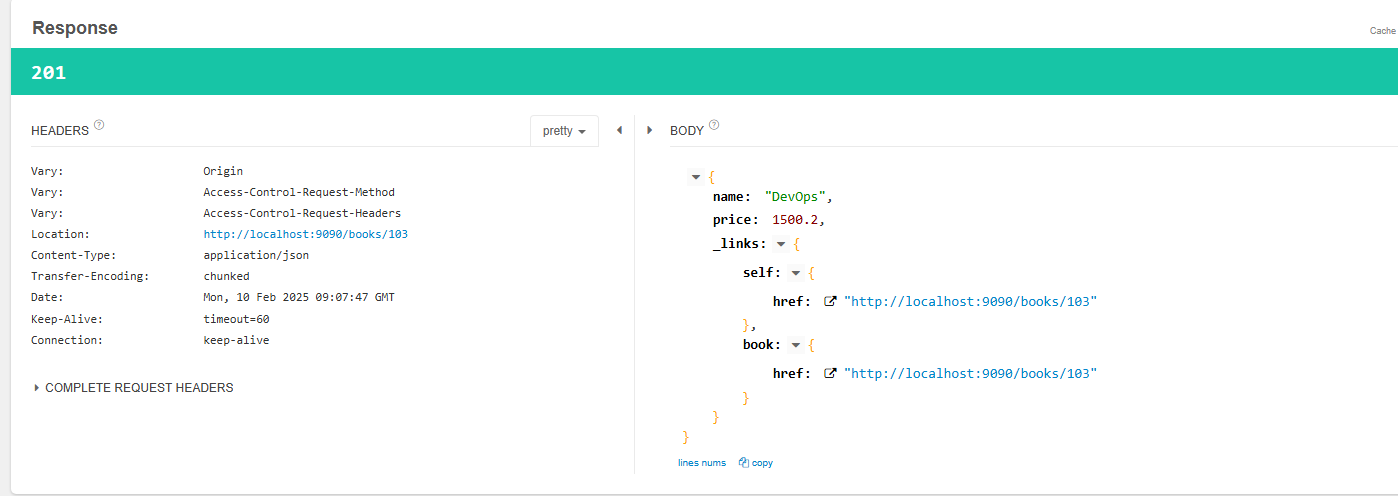 Response
Cache
201
HEADERS ?
pretty
Vary: Origin
Vary: Access-Control-Request-Method
Vary: Access-Control-Request-Headers
Location: http://localhost:9090/books/103
Content-Type: application/json
Transfer-Encoding: chunked
Date: Mon, 10 Feb 2025 09:07:47 GMT
Keep-Alive: timeout=60
Connection: keep-alive
COMPLETE REQUEST HEADERS
BODY ?
{
name: "DevOps",
price: 1500.2,
_links: {
self: {
href: "http://localhost:9090/books/103"
},
book: {
href: "http://localhost:9090/books/103"
}
}
}
lines nums copy